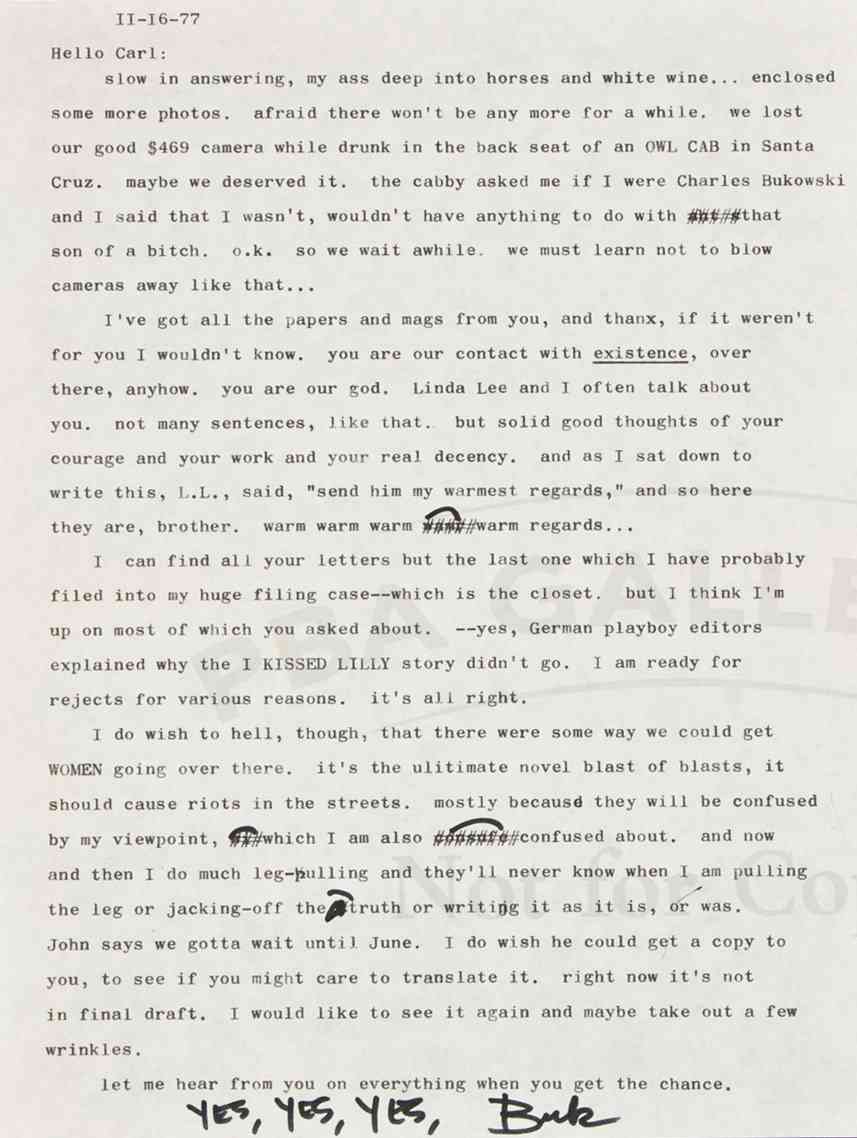 II-I6-77
Hello Carl:
slow in answering, my ass deep into horses and white wine... enclosed
some more photos. afraid there won't be any more for a while. we lost
our good $469 camera while drunk in the back seat of an OWL CAB in Santa
Cruz. maybe we deserved it. the cabby asked me if I were Charles Bukowski
and I said that I wasn't, wouldn't have anything to do with #####that
son of a bitch. o.k. so we wait awhile. we must learn not to blow
cameras away like that...
I've got all the papers and mags from you, and thanx, if it weren't
for you I wouldn't know. you are our contact with existence, over
there, anyhow. you are our god. Linda Lee and I often talk about
you. not many sentences, like that. but solid good thoughts of your
courage and your work and your real decency. and as I sat down to
write this, L.L., said, "send him my warmest regards," and so here
they are, brother. warm warm warm #####warm regards...
I can find all your letters but the last one which I have probably
filed into my huge filing case--which is the closet. but I think I'm
up on most of which you asked about. --yes, German playboy editors
explained why the I KISSED LILLY story didn't go. I am ready for
rejects for various reasons. it's all right.
I do wish to hell, though, that there were some way we could get
WOMEN going over there. it's the ulitimate novel blast of blasts, it
should cause riots in the streets. mostly because they will be confused
by my viewpoint, ###which I am also ########confused about. and now
and then I do much leg-pulling and they'll never know when I am pulling
the leg or jacking-off the truth or writing it as it is, or was.
John says we gotta wait until June. I do wish he could get a copy to
you, to see if you might care to translate it. right now it's not
in final draft. I would like to see it again and maybe take out a few
wrinkles.
let me hear from you on everything when you get the chance.
YES, YES, YES, Buk
PBA GALLE
Not for Co